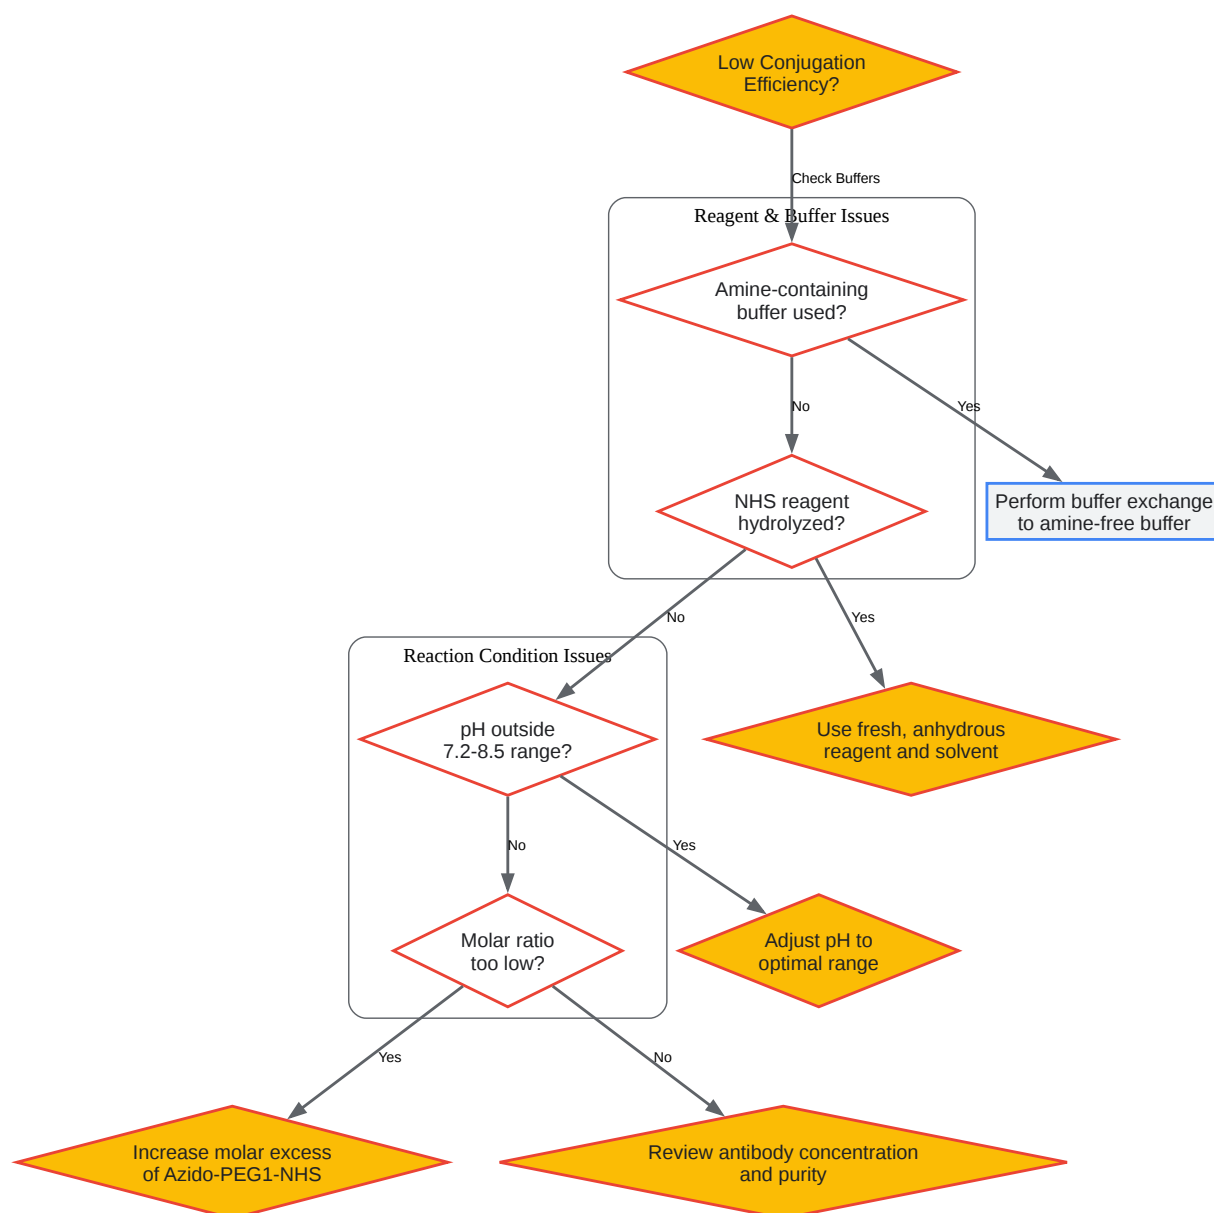 Low Conjugation
Efficiency?
Check Buffers
Reagent & Buffer Issues
Amine-containing
buffer used?
No
Yes
NHS reagent
hydrolyzed?
Perform buffer exchange
to amine-free buffer
No
Yes
Reaction Condition Issues
pH outside
7.2-8.5 range?
Use fresh, anhydrous
reagent and solvent
No
Yes
Molar ratio
too low?
Adjust pH to
optimal range
Yes
No
Increase molar excess
of Azido-PEG1-NHS
Review antibody concentration
and purity